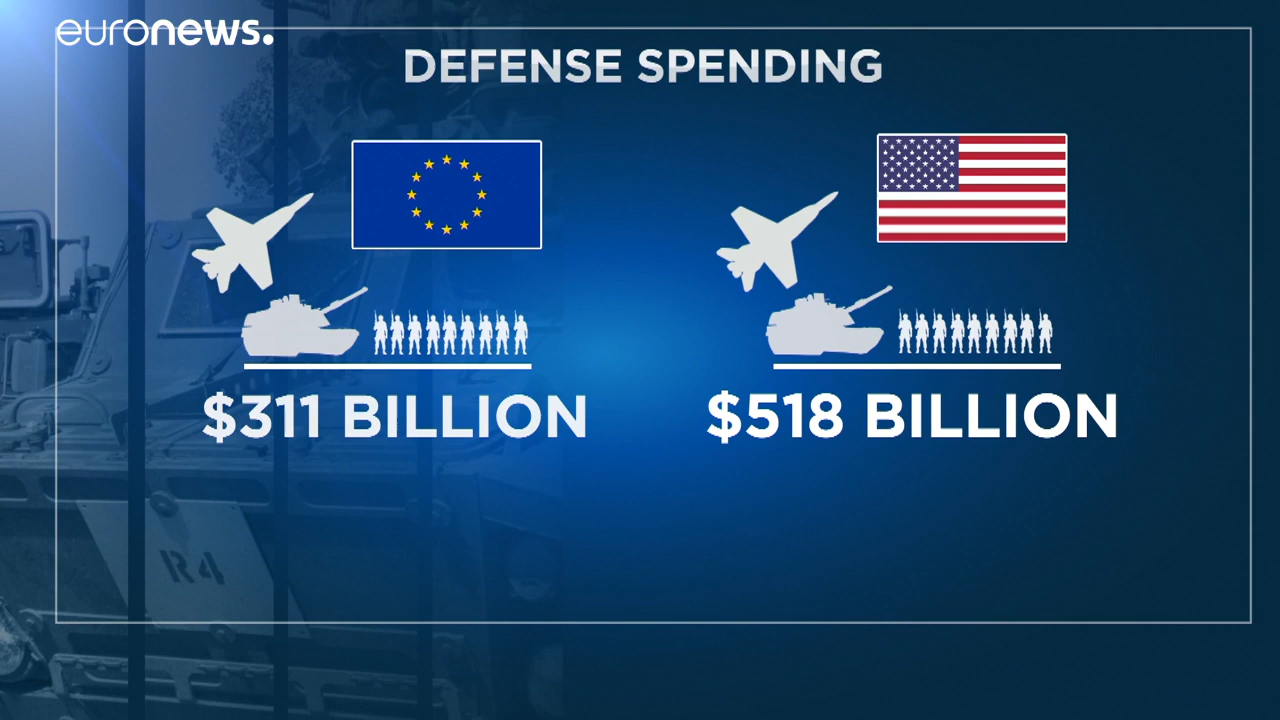 euronews.
DEFENSE SPENDING
$311 BILLION
$518 BILLION
R4